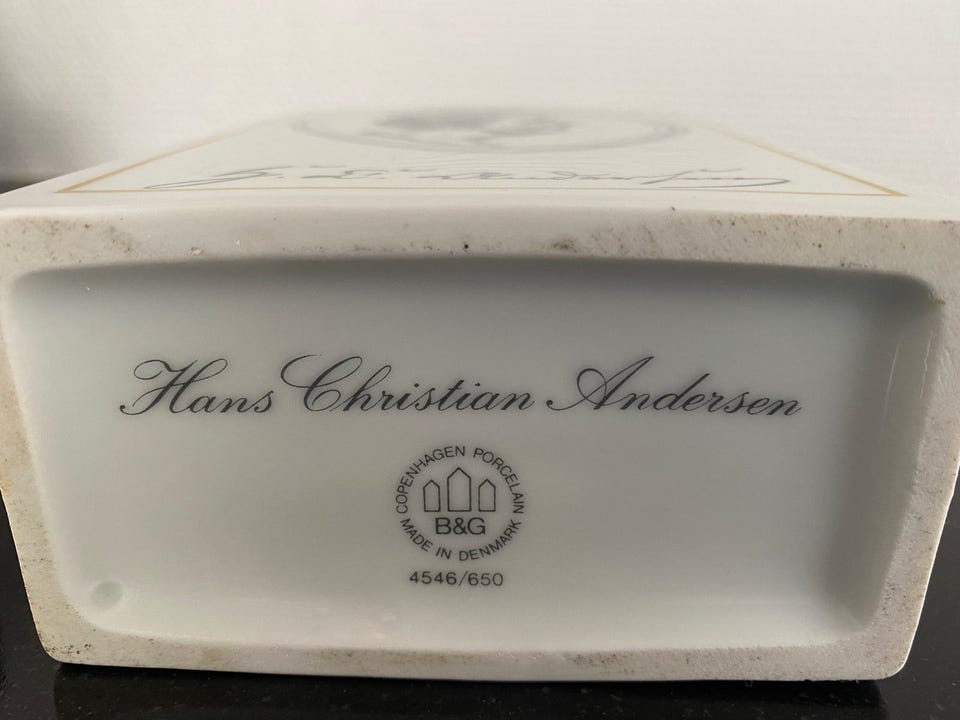 Hans Christian Andersen
COPENHAGEN PORCELAIN
B&G
MADE IN DENMARK
4546/650